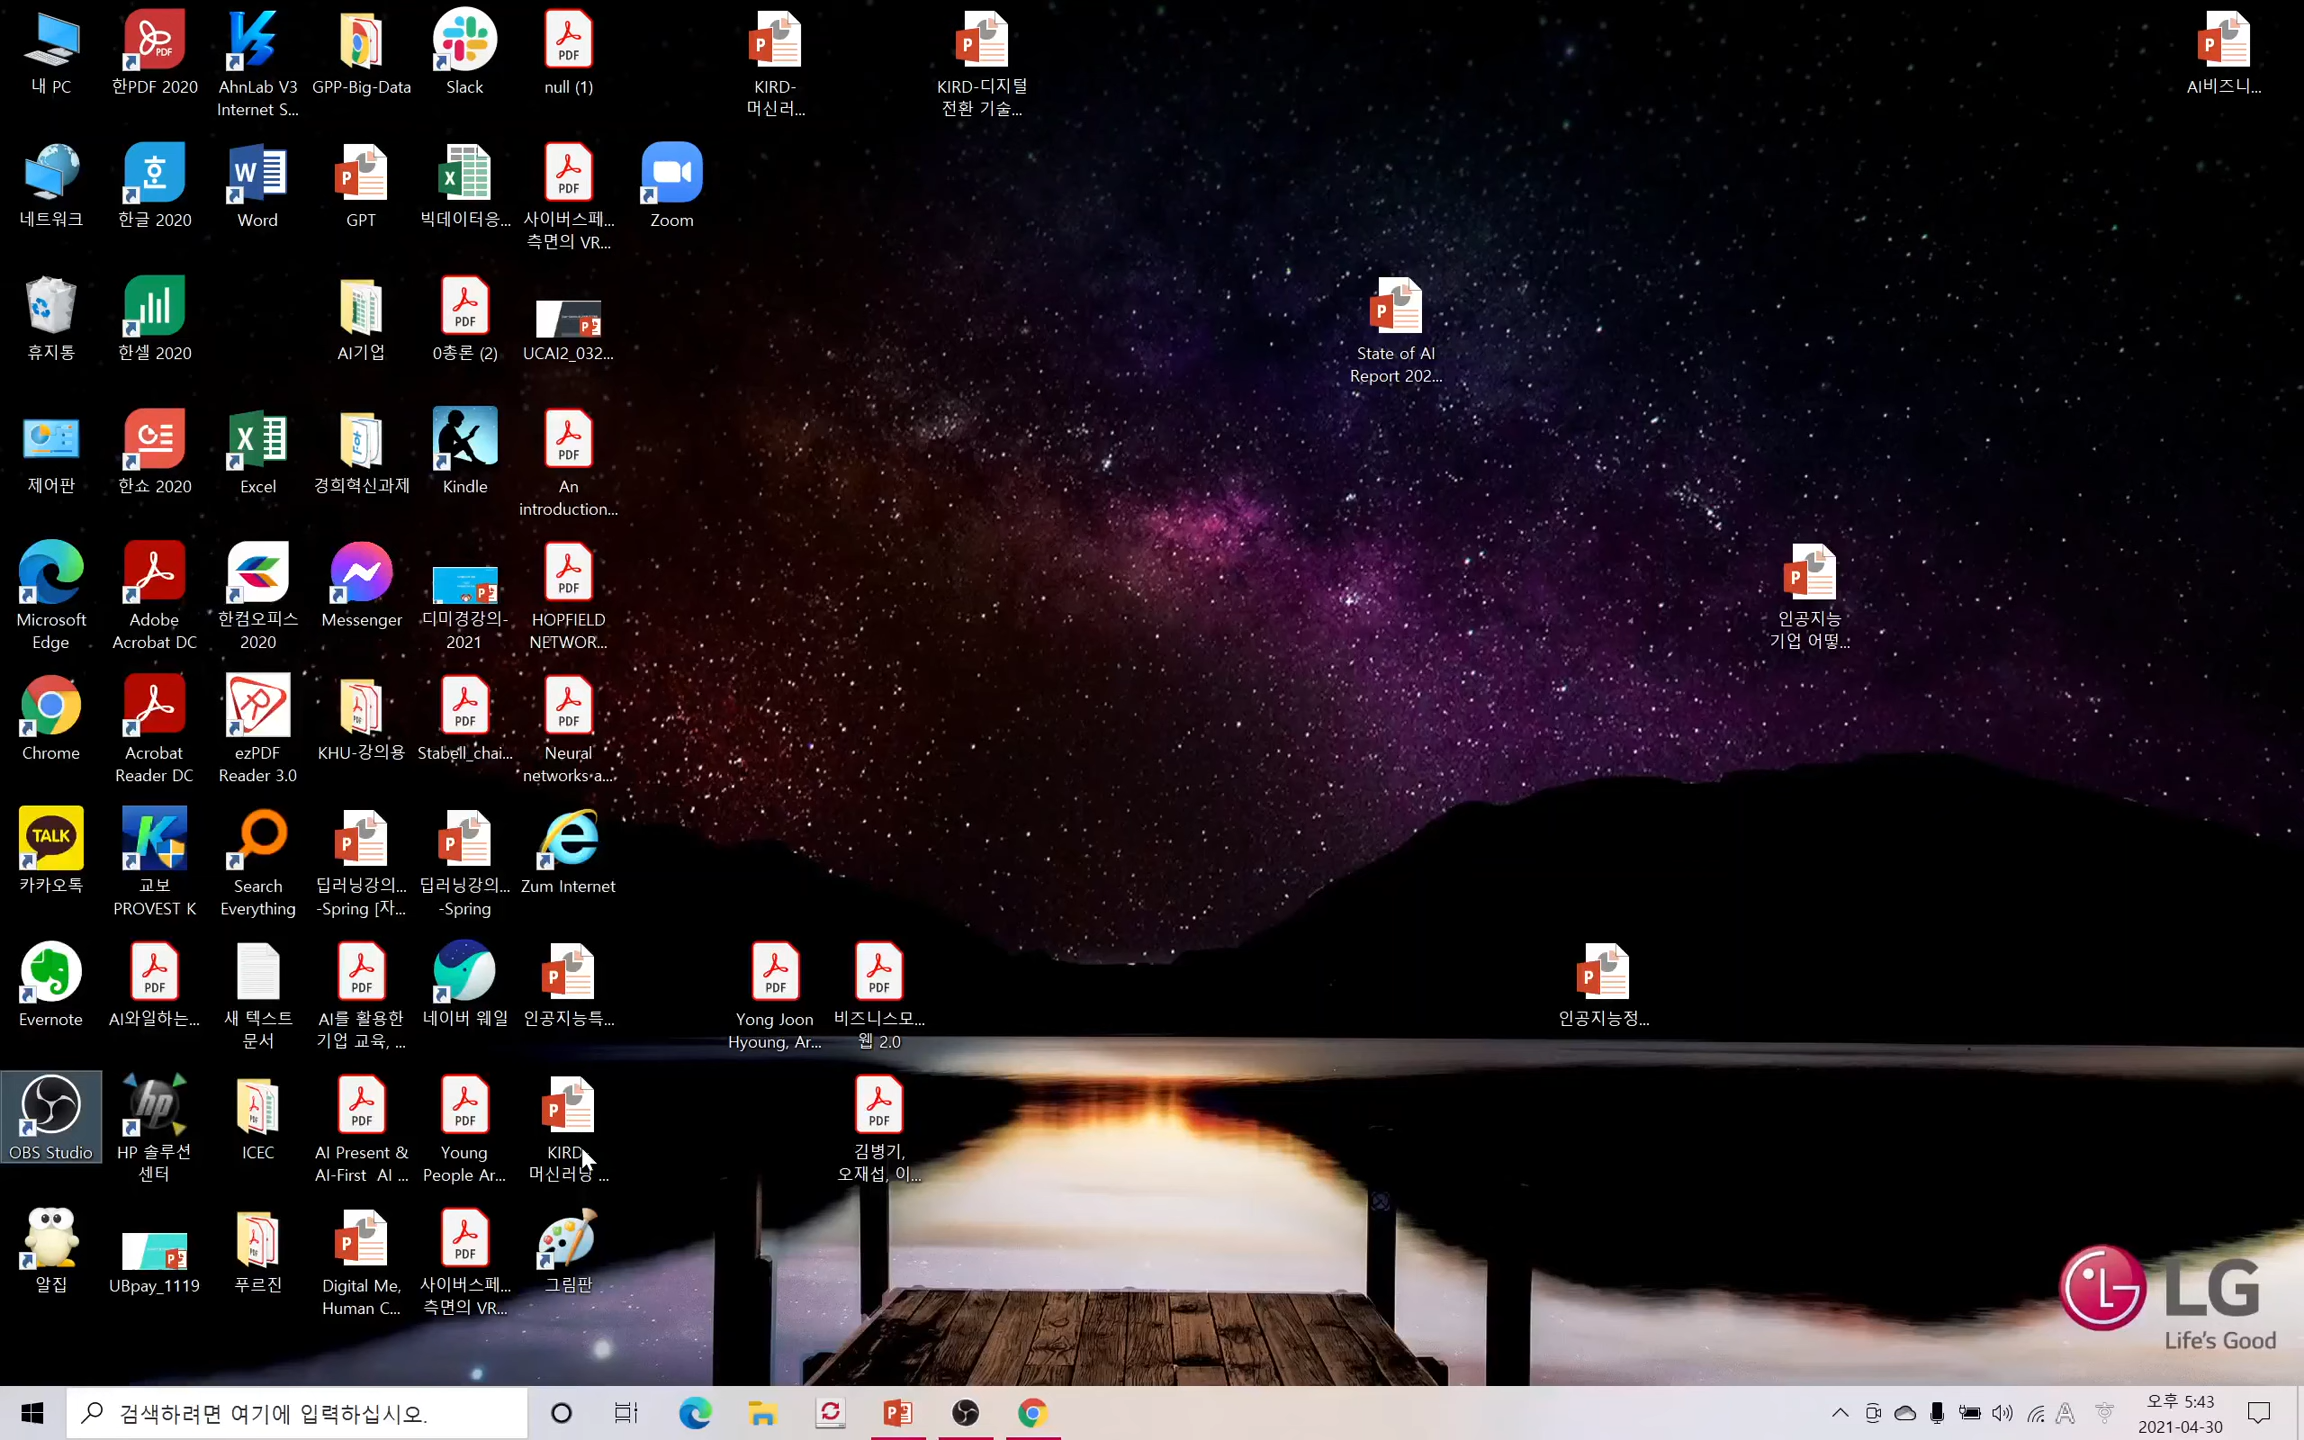 내 PC
한PDF 2020
AhnLab V3
Internet S...
GPP-Big-Data
Slack
null (1)
KIRD-
머신러...
KIRD-디지털
전환 기술...
AI비즈니...
네트워크
한글 2020
Word
GPT
빅데이터응...
사이버스페...
측면의 VR...
Zoom
휴지통
한셀 2020
AI기업
0총론 (2)
UCAI2_032...
State of AI
Report 202...
제어판
한쇼 2020
Excel
경희혁신과제
Kindle
An
introduction...
Microsoft
Edge
Adobe
Acrobat DC
한컴오피스
2020
Messenger
디미경강의-
2021
HOPFIELD
NETWOR...
인공지능
기업 어떻...
Chrome
Acrobat
Reader DC
ezPDF
Reader 3.0
KHU-강의용
Stabell_chai...
Neural
networks a...
TALK
카카오톡
교보
PROVEST K
Search
Everything
딥러닝강의...
-Spring [자...
딥러닝강의...
-Spring
Zum Internet
Evernote
AI와일하는...
새 텍스트
문서
AI를 활용한
기업 교육, ...
네이버 웨일
인공지능특...
Yong Joon
Hyoung, Ar...
비즈니스모...
웹 2.0
인공지능정...
OBS Studio
HP 솔루션
센터
ICEC
AI Present &
AI-First AI ...
Young
People Ar...
KIRD-
머신러닝 ...
김병기,
오재섭, 이...
알집
UBpay_1119
푸르진
Digital Me,
Human C...
사이버스페...
측면의 VR...
그림판
LG
Life's Good
검색하려면 여기에 입력하십시오.
오후 5:43
2021-04-30